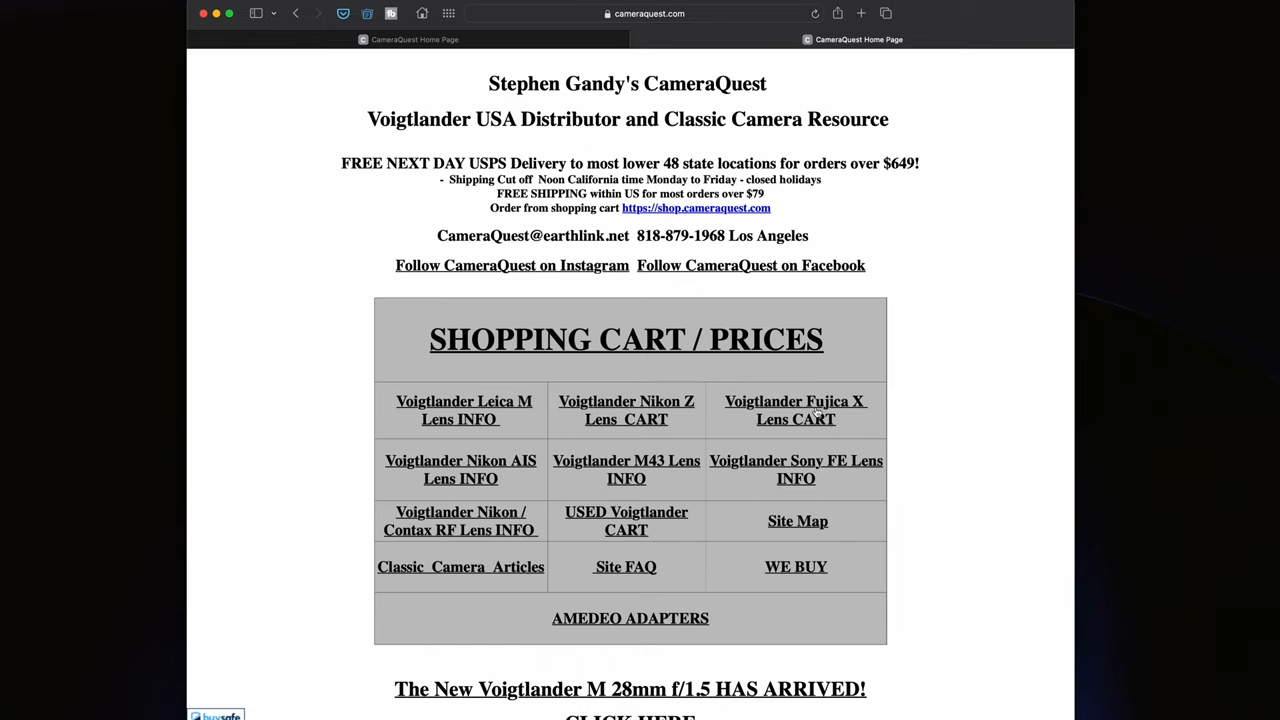 cameraquest.com
CameraQuest Home Page
CameraQuest Home Page
Stephen Gandy's CameraQuest
Voigtlander USA Distributor and Classic Camera Resource
FREE NEXT DAY USPS Delivery to most lower 48 state locations for orders over $649!
- Shipping Cut off Noon California time Monday to Friday - closed holidays
FREE SHIPPING within US for most orders over $79
Order from shopping cart https://shop.cameraquest.com
CameraQuest@earthlink.net 818-879-1968 Los Angeles
Follow CameraQuest on Instagram Follow CameraQuest on Facebook
SHOPPING CART / PRICES
Voigtlander Leica M
Lens INFO
Voigtlander Nikon Z
Lens CART
Voigtlander Fujica X
Lens CART
Voigtlander Nikon AIS
Lens INFO
Voigtlander M43 Lens
INFO
Voigtlander Sony FE Lens
INFO
Voigtlander Nikon /
Contax RF Lens INFO
USED Voigtlander
CART
Site Map
Classic Camera Articles
Site FAQ
WE BUY
AMEDEO ADAPTERS
The New Voigtlander M 28mm f/1.5 HAS ARRIVED!
CLICK HERE
buysafe